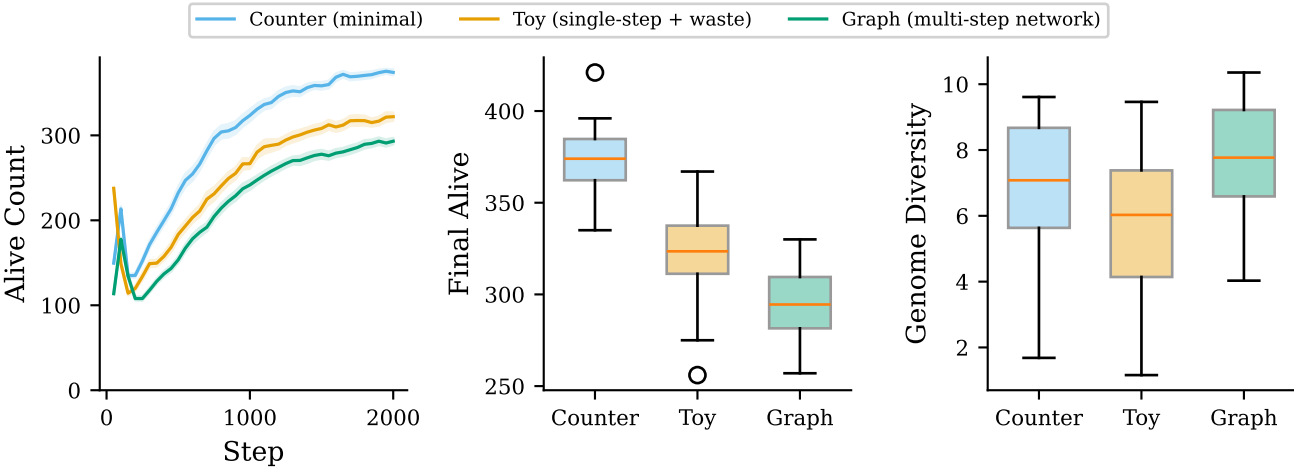 Counter (minimal) Toy (single-step + waste) Graph (multi-step network)
Alive Count
300
200
100
0
0 1000 2000
Step
Final Alive
400
350
300
250
Counter Toy Graph
Genome Diversity
10
8
6
4
2
Counter Toy Graph